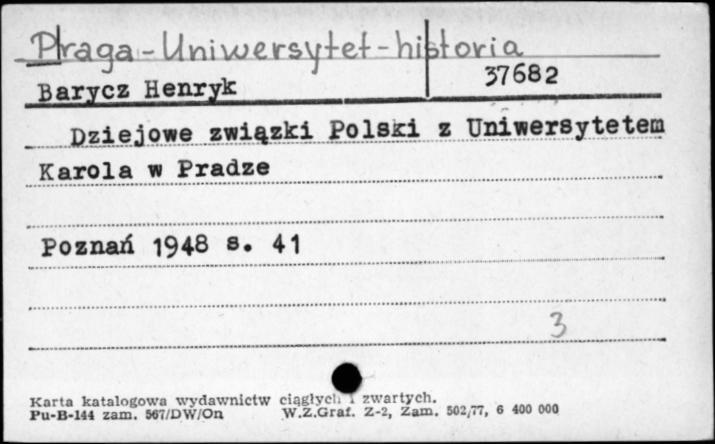 Praga-Uniwersytet-historia
37682
Barycz Henryk
Dziejowe związki Polski z Uniwersytetem
Karola w Pradze
Poznań 1948 s. 41
3
Karta katalogowa wydawnictw ciągłych i zwartych.
Pu-B-144 zam. 567/DW/On W.Z.Graf. Z-2, Zam. 502,77, 6 400 000